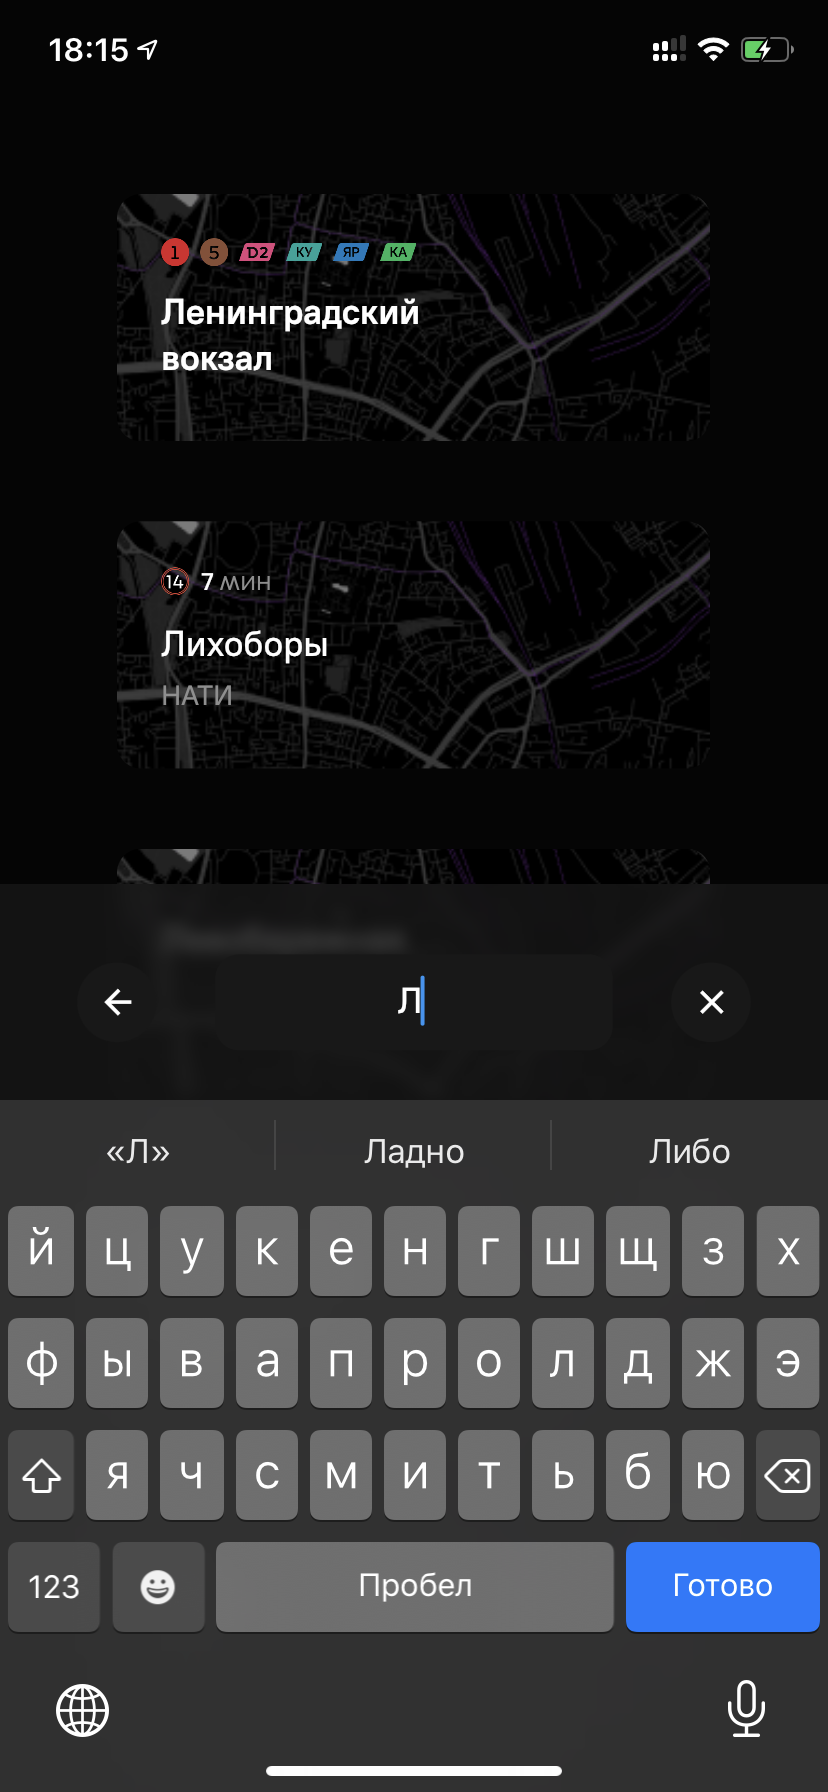 18:15
1 5 D2 КУ ЯР КА
Ленинградский
вокзал
14 7 мин
Лихоборы
НАТИ
Л
«Л» Ладно Либо
й ц у к е н г ш щ з х
ф ы в а п р о л д ж э
я ч с м и т ь б ю
123 Пробел Готово